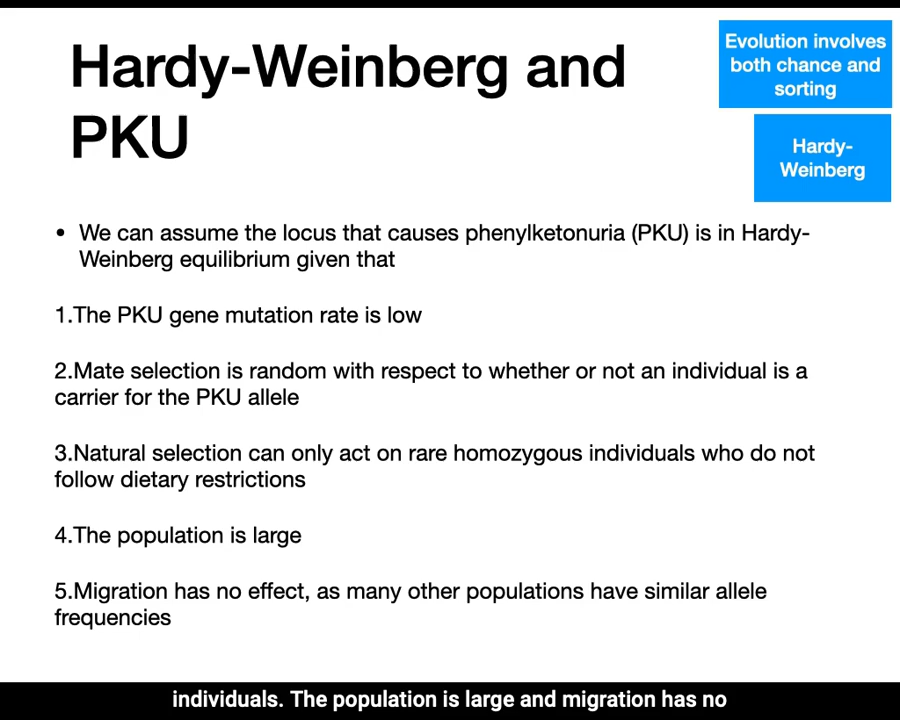 Hardy-Weinberg and
PKU
Evolution involves
both chance and
sorting
Hardy-
Weinberg
• We can assume the locus that causes phenylketonuria (PKU) is in Hardy-
Weinberg equilibrium given that
1.The PKU gene mutation rate is low
2.Mate selection is random with respect to whether or not an individual is a
carrier for the PKU allele
3.Natural selection can only act on rare homozygous individuals who do not
follow dietary restrictions
4.The population is large
5.Migration has no effect, as many other populations have similar allele
frequencies
individuals. The population is large and migration has no